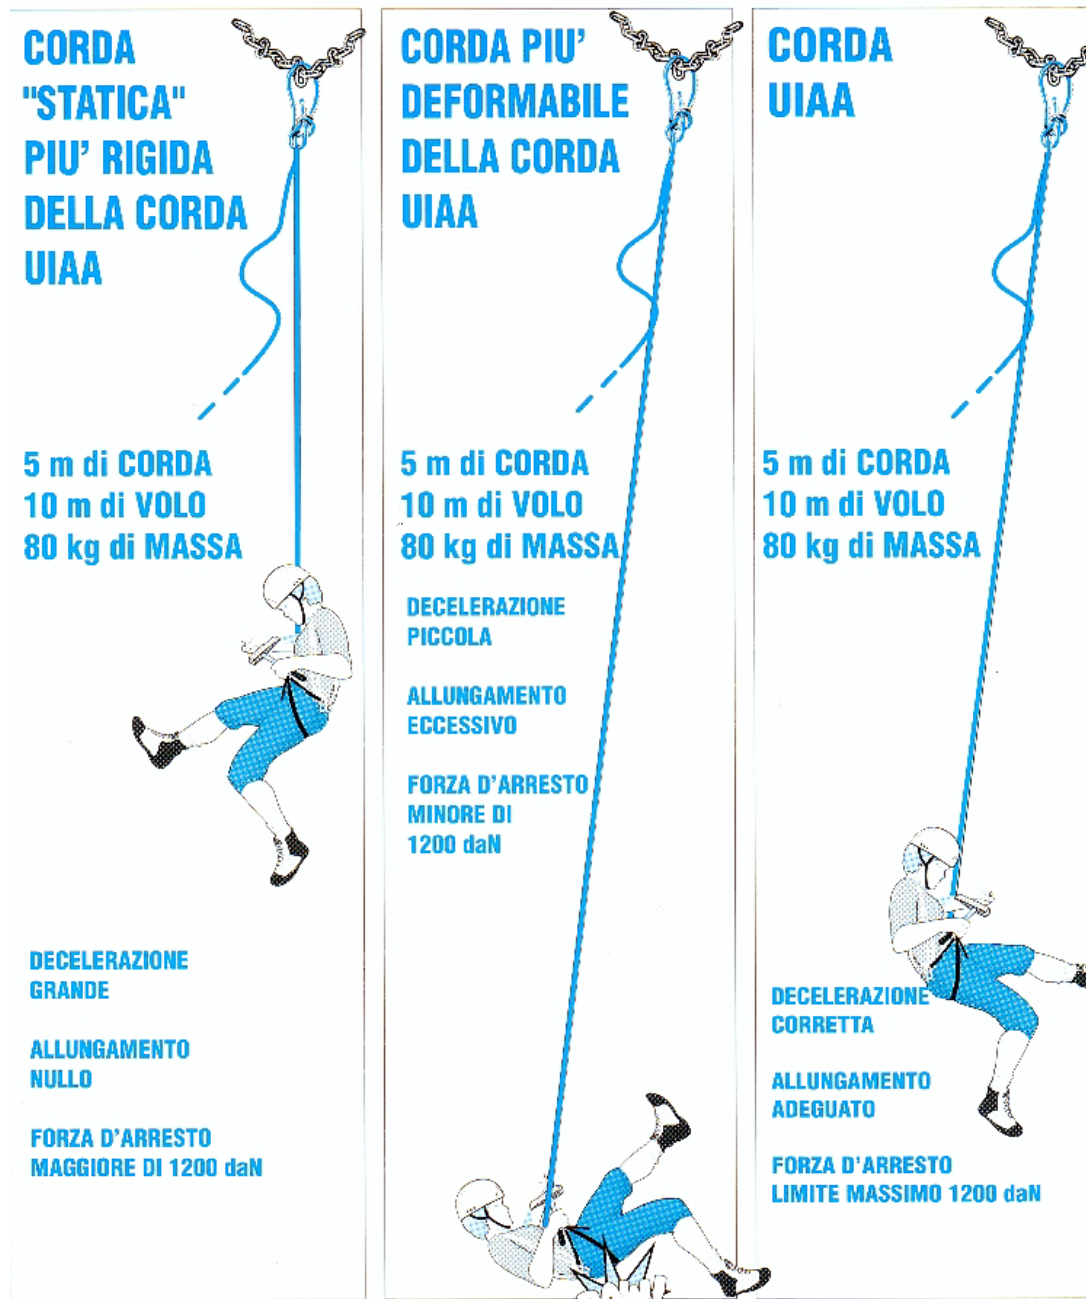 CORDA
"STATICA"
PIU' RIGIDA
DELLA CORDA
UIAA
5 m di CORDA
10 m di VOLO
80 kg di MASSA
DECELERAZIONE
GRANDE
ALLUNGAMENTO
NULLO
FORZA D'ARRESTO
MAGGIORE DI 1200 daN
CORDA PIU'
DEFORMABILE
DELLA CORDA
UIAA
5 m di CORDA
10 m di VOLO
80 kg di MASSA
DECELERAZIONE
PICCOLA
ALLUNGAMENTO
ECCESSIVO
FORZA D'ARRESTO
MINORE DI
1200 daN
CORDA
UIAA
5 m di CORDA
10 m di VOLO
80 kg di MASSA
DECELERAZIONE
CORRETTA
ALLUNGAMENTO
ADEGUATO
FORZA D'ARRESTO
LIMITE MASSIMO 1200 daN